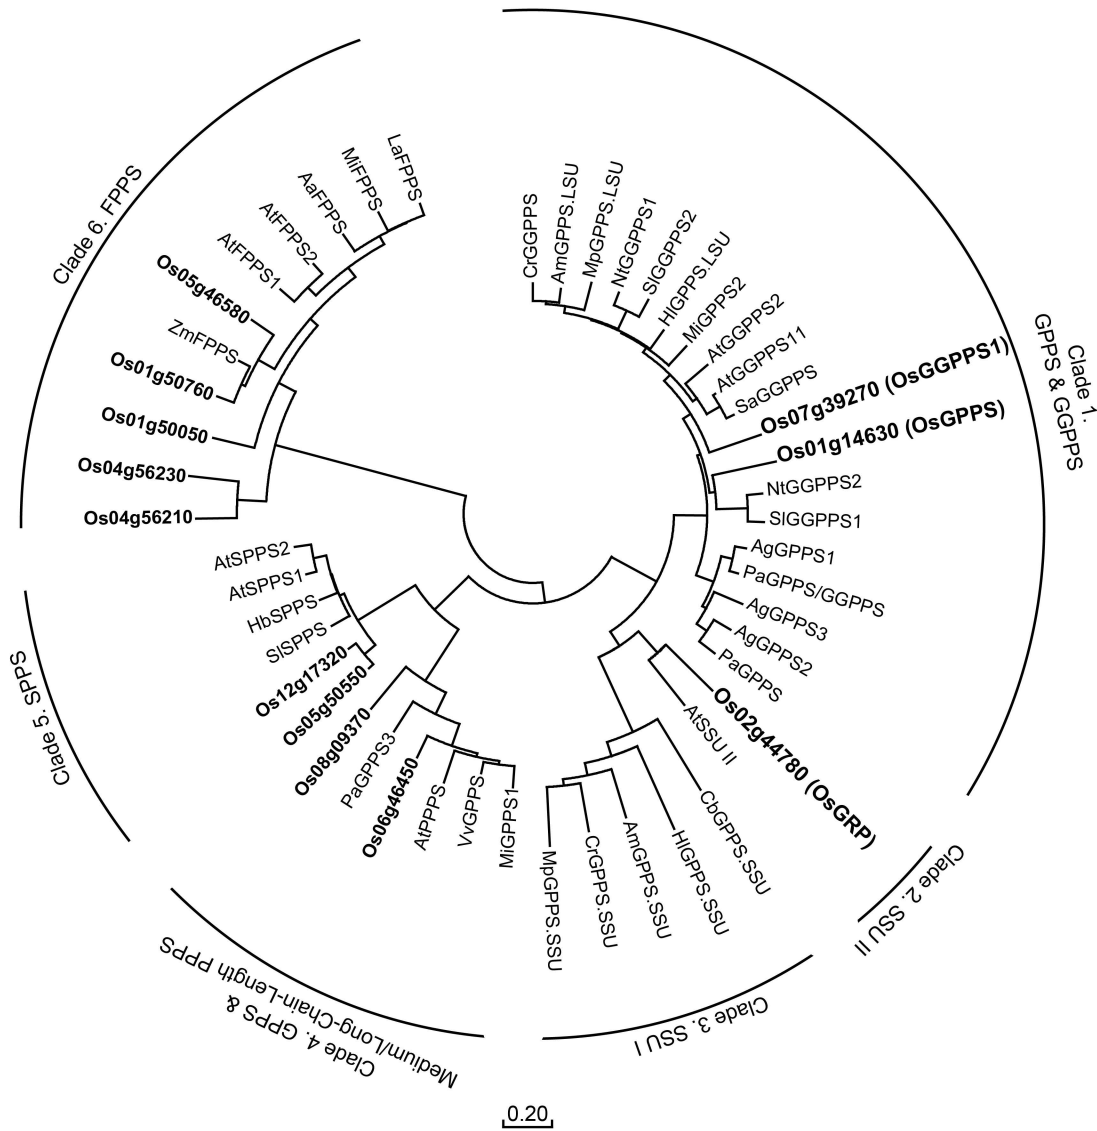 CrGGPPS
AmGPPS.LSU
MpGPPS.LSU
NtGGPPS1
SlGGPPS2
HlGPPS.LSU
MiGPPS2
AtGGPPS2
AtGGPPS11
SaGGPPS
Os07g39270 (OsGGPPS1)
Os01g14630 (OsGPPS)
NtGGPPS2
SlGGPPS1
AgGPPS1
PaGPPS/GGPPS
AgGPPS3
AgGPPS2
PaGPPS
Clade 1.
GPPS & GGPPS
Os02g44780 (OsGRP)
AtSSU II
Clade 2. SSU II
CbGPPS.SSU
HlGPPS.SSU
AmGPPS.SSU
CrGPPS.SSU
MpGPPS.SSU
Clade 3. SSU I
MiGPPS1
VvGPPS
AtPPPS
Os06g46450
PaGPPS3
Os08g09370
Clade 4. GPPS &
Medium/Long-Chain-Length PPPS
Os05g50550
Os12g17320
SlSPPS
HbSPPS
AtSPPS1
AtSPPS2
Clade 5. SPPS
Os04g56210
Os04g56230
Os01g50050
Os01g50760
ZmFPPS
Os05g46580
AtFPPS1
AtFPPS2
AaFPPS
MiFPPS
LaFPPS
Clade 6. FPPS
0.20